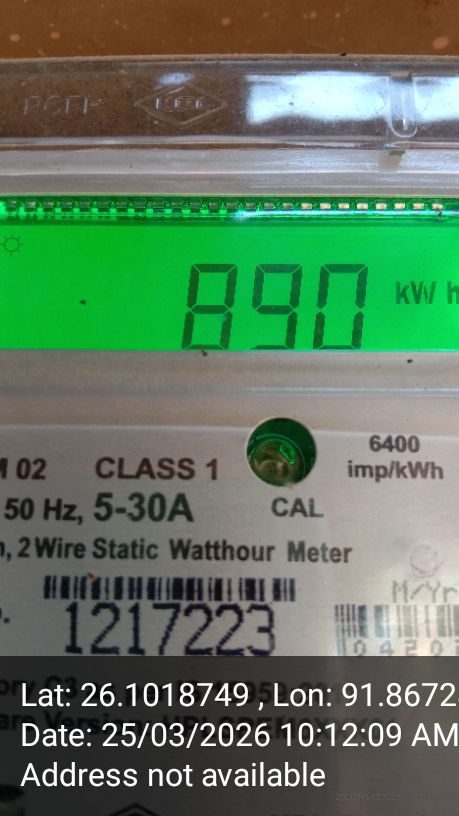 890 kW h
M 02 CLASS 1
6400
imp/kWh
50 Hz, 5-30A
CAL
2 Wire Static Watthour Meter
1217223
M/Yr
Lat: 26.1018749 , Lon: 91.8672
Date: 25/03/2026 10:12:09 AM
Address not available